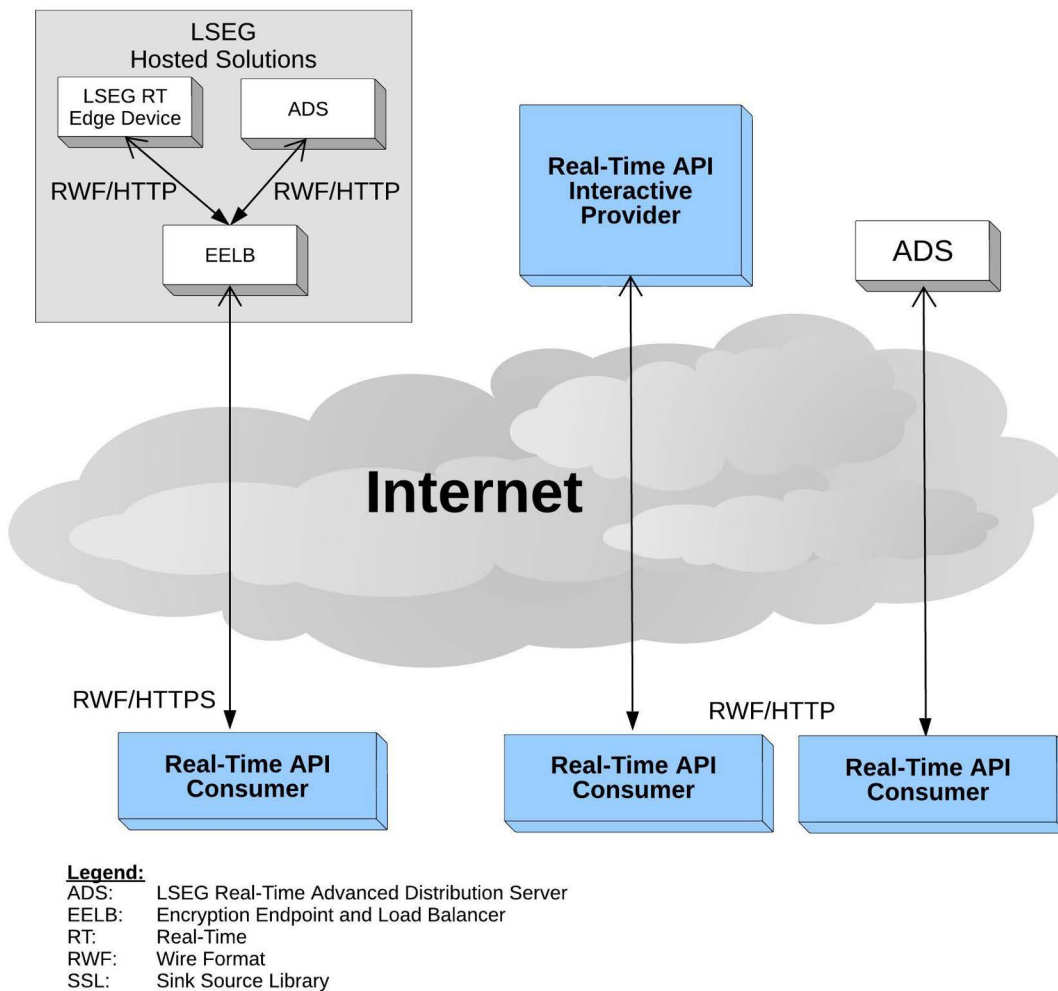 LSEG
Hosted Solutions
LSEG RT
Edge Device
ADS
RWF/HTTP
RWF/HTTP
EELB
Real-Time API
Interactive
Provider
ADS
Internet
RWF/HTTPS
RWF/HTTP
Real-Time API
Consumer
Real-Time API
Consumer
Real-Time API
Consumer
Legend:
ADS: LSEG Real-Time Advanced Distribution Server
EELB: Encryption Endpoint and Load Balancer
RT: Real-Time
RWF: Wire Format
SSL: Sink Source Library